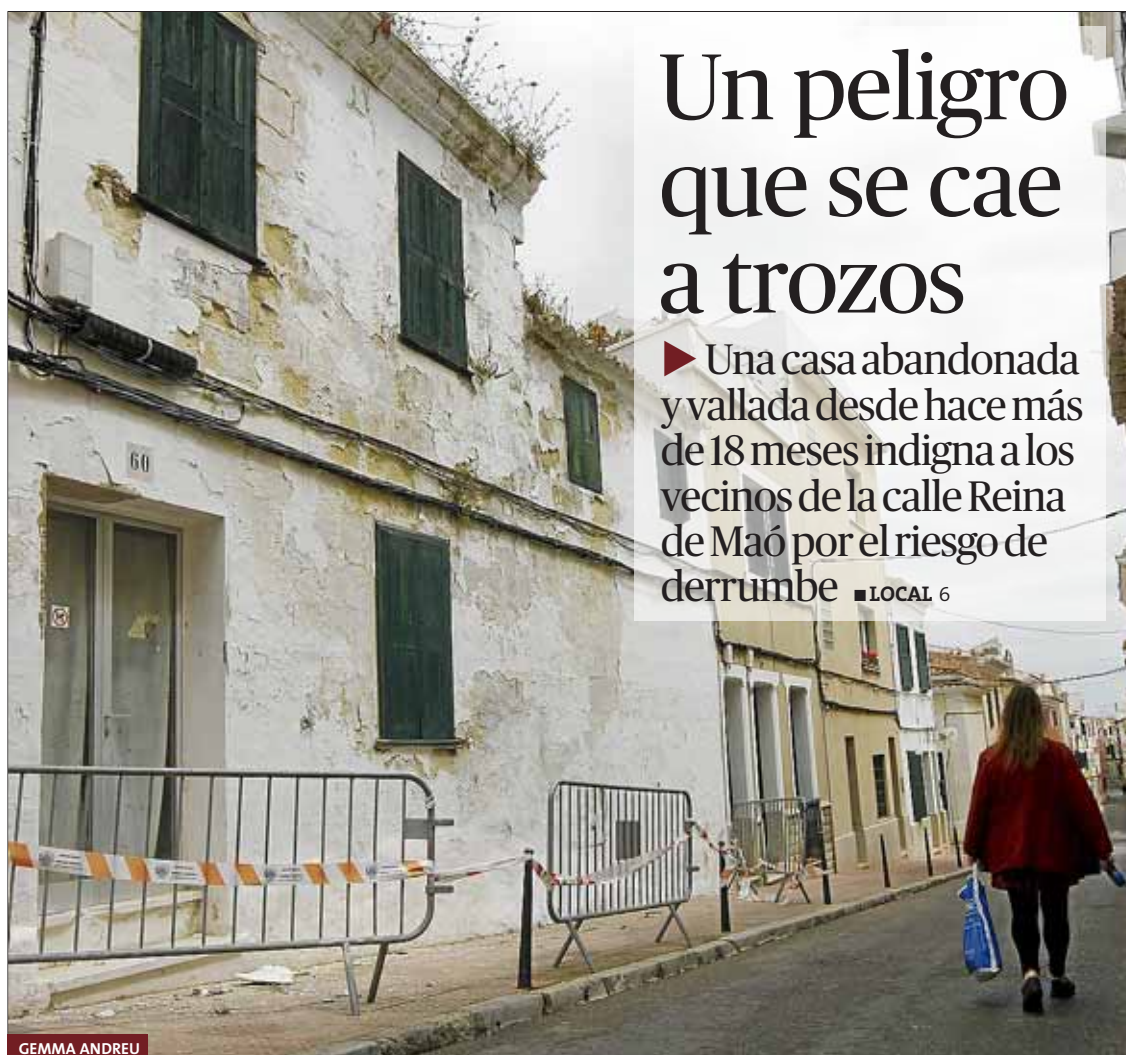 Un peligro
que se cae
a trozos
Una casa abandonada
y vallada desde hace más
de 18 meses indigna a los
vecinos de la calle Reina
de Maó por el riesgo de
derrumbe ■ LOCAL 6
60
GEMMA ANDREU